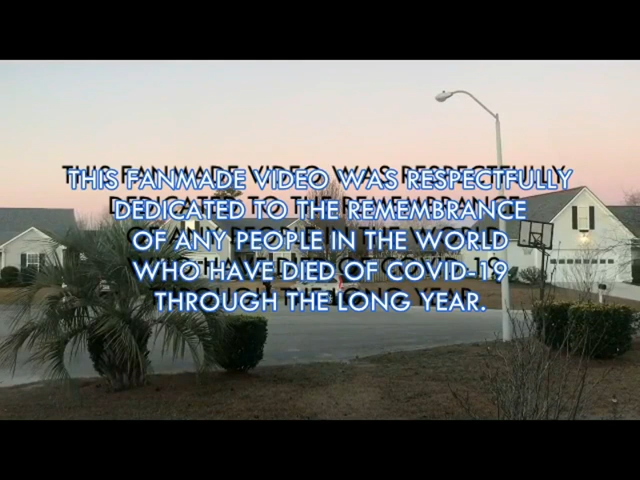 THIS FANMADE VIDEO WAS RESPECTFULLY
DEDICATED TO THE REMEMBRANCE
OF ANY PEOPLE IN THE WORLD
WHO HAVE DIED OF COVID-19
THROUGH THE LONG YEAR.